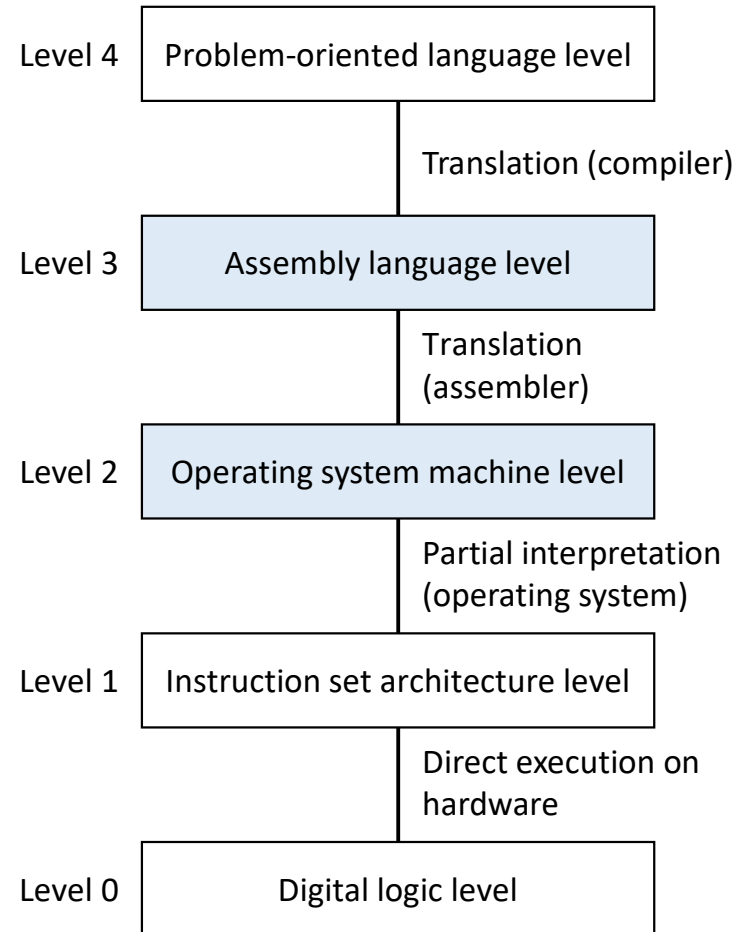 Level 4
Problem-oriented language level
Translation (compiler)
Level 3
Assembly language level
Translation
(assembler)
Level 2
Operating system machine level
Partial interpretation
(operating system)
Level 1
Instruction set architecture level
Direct execution on
hardware
Level 0
Digital logic level